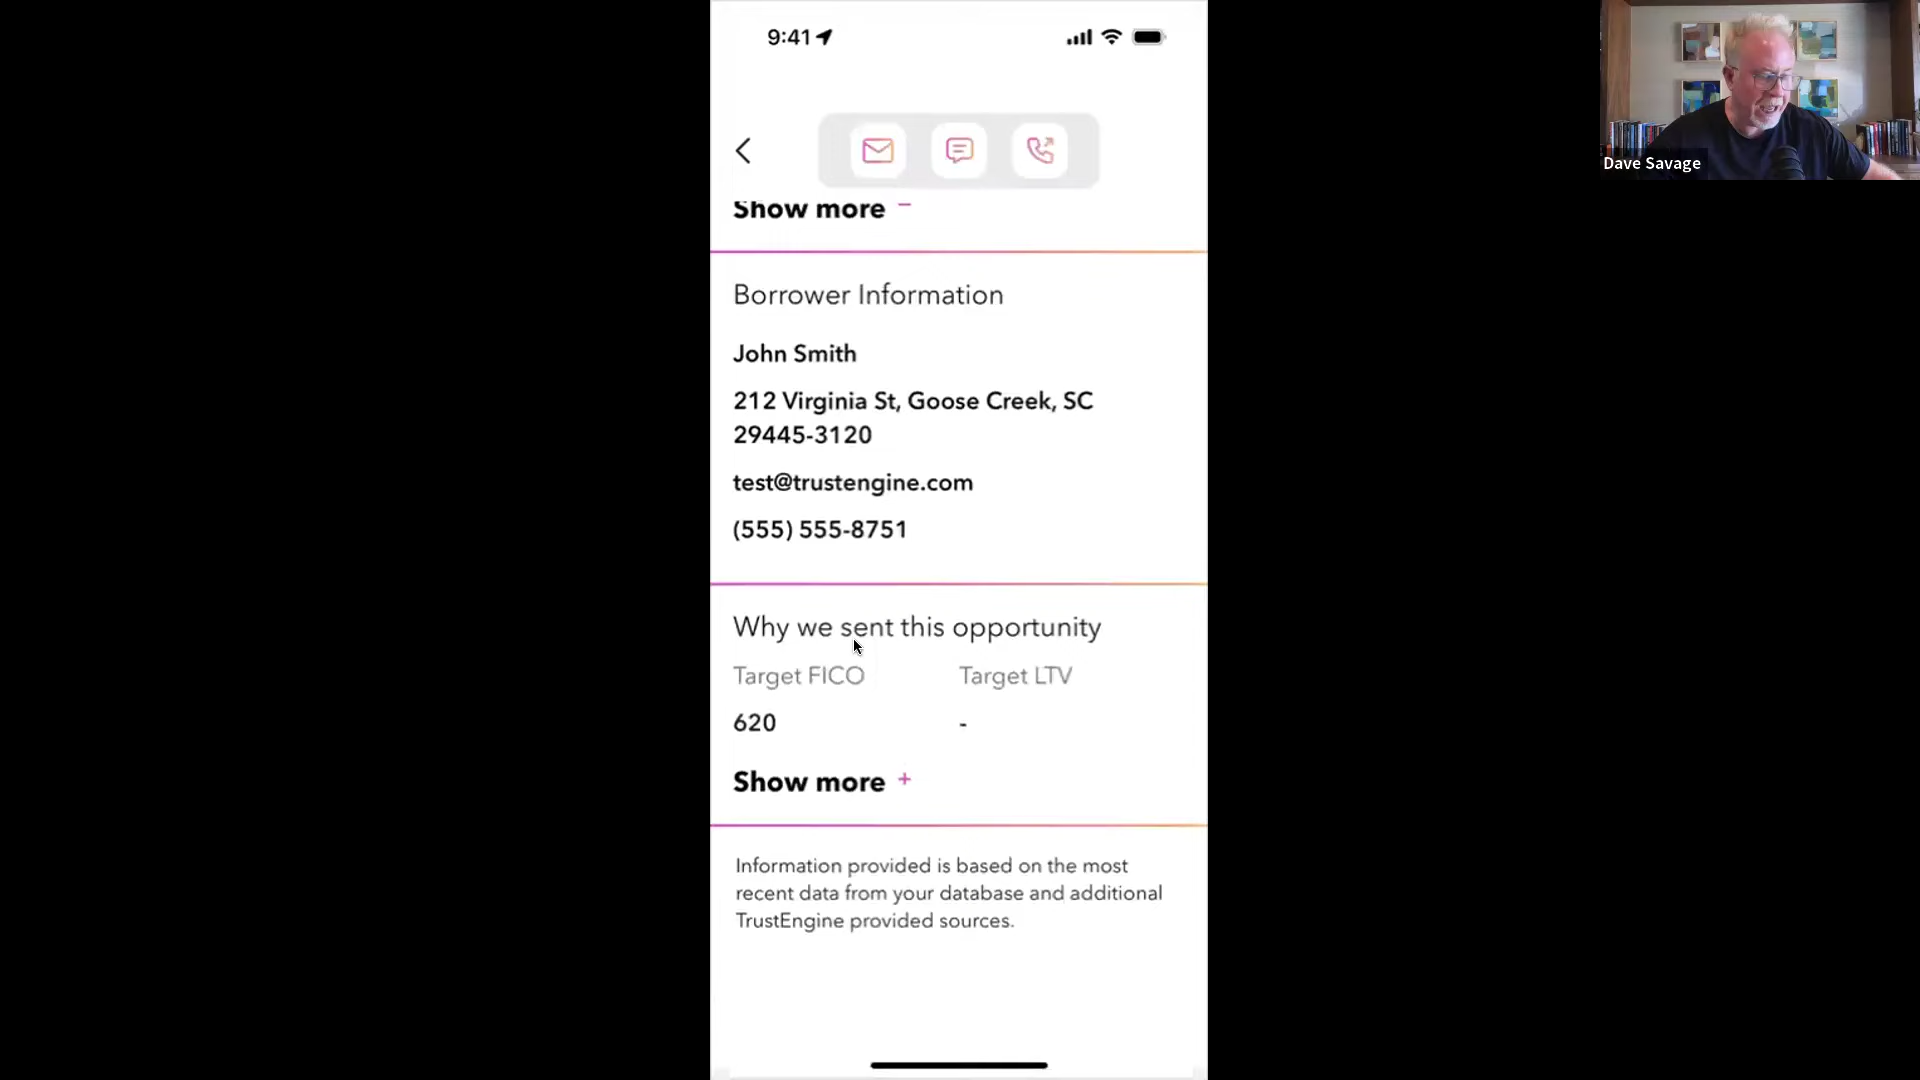 9:41
Show more
Borrower Information
John Smith
212 Virginia St, Goose Creek, SC
29445-3120
test@trustengine.com
(555) 555-8751
Why we sent this opportunity
Target FICO Target LTV
620 -
Show more +
Information provided is based on the most
recent data from your database and additional
TrustEngine provided sources.
Dave Savage